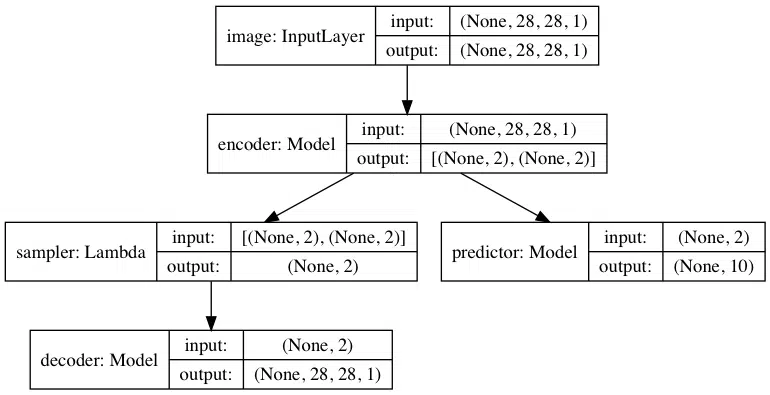 image: InputLayer
input: (None, 28, 28, 1)
output: (None, 28, 28, 1)
encoder: Model
input: (None, 28, 28, 1)
output: [(None, 2), (None, 2)]
sampler: Lambda
input: [(None, 2), (None, 2)]
output: (None, 2)
predictor: Model
input: (None, 2)
output: (None, 10)
decoder: Model
input: (None, 2)
output: (None, 28, 28, 1)